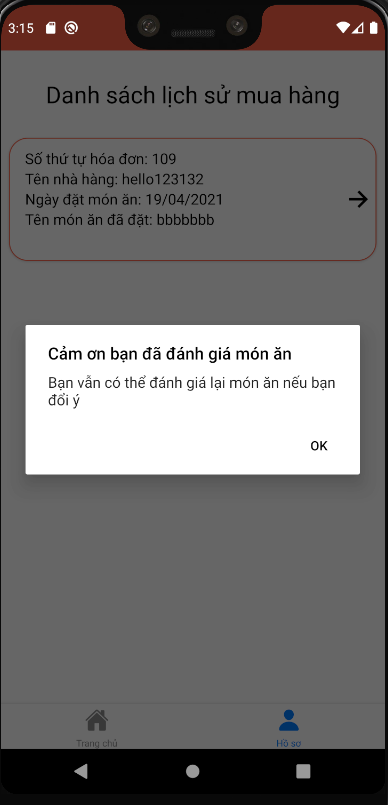 3:15
Danh sách lịch sử mua hàng
Số thứ tự hóa đơn: 109
Tên nhà hàng: hello123132
Ngày đặt món ăn: 19/04/2021
Tên món ăn đã đặt: bbbbbbb
Cảm ơn bạn đã đánh giá món ăn
Bạn vẫn có thể đánh giá lại món ăn nếu bạn
đổi ý
OK
Trang chủ
Hồ sơ